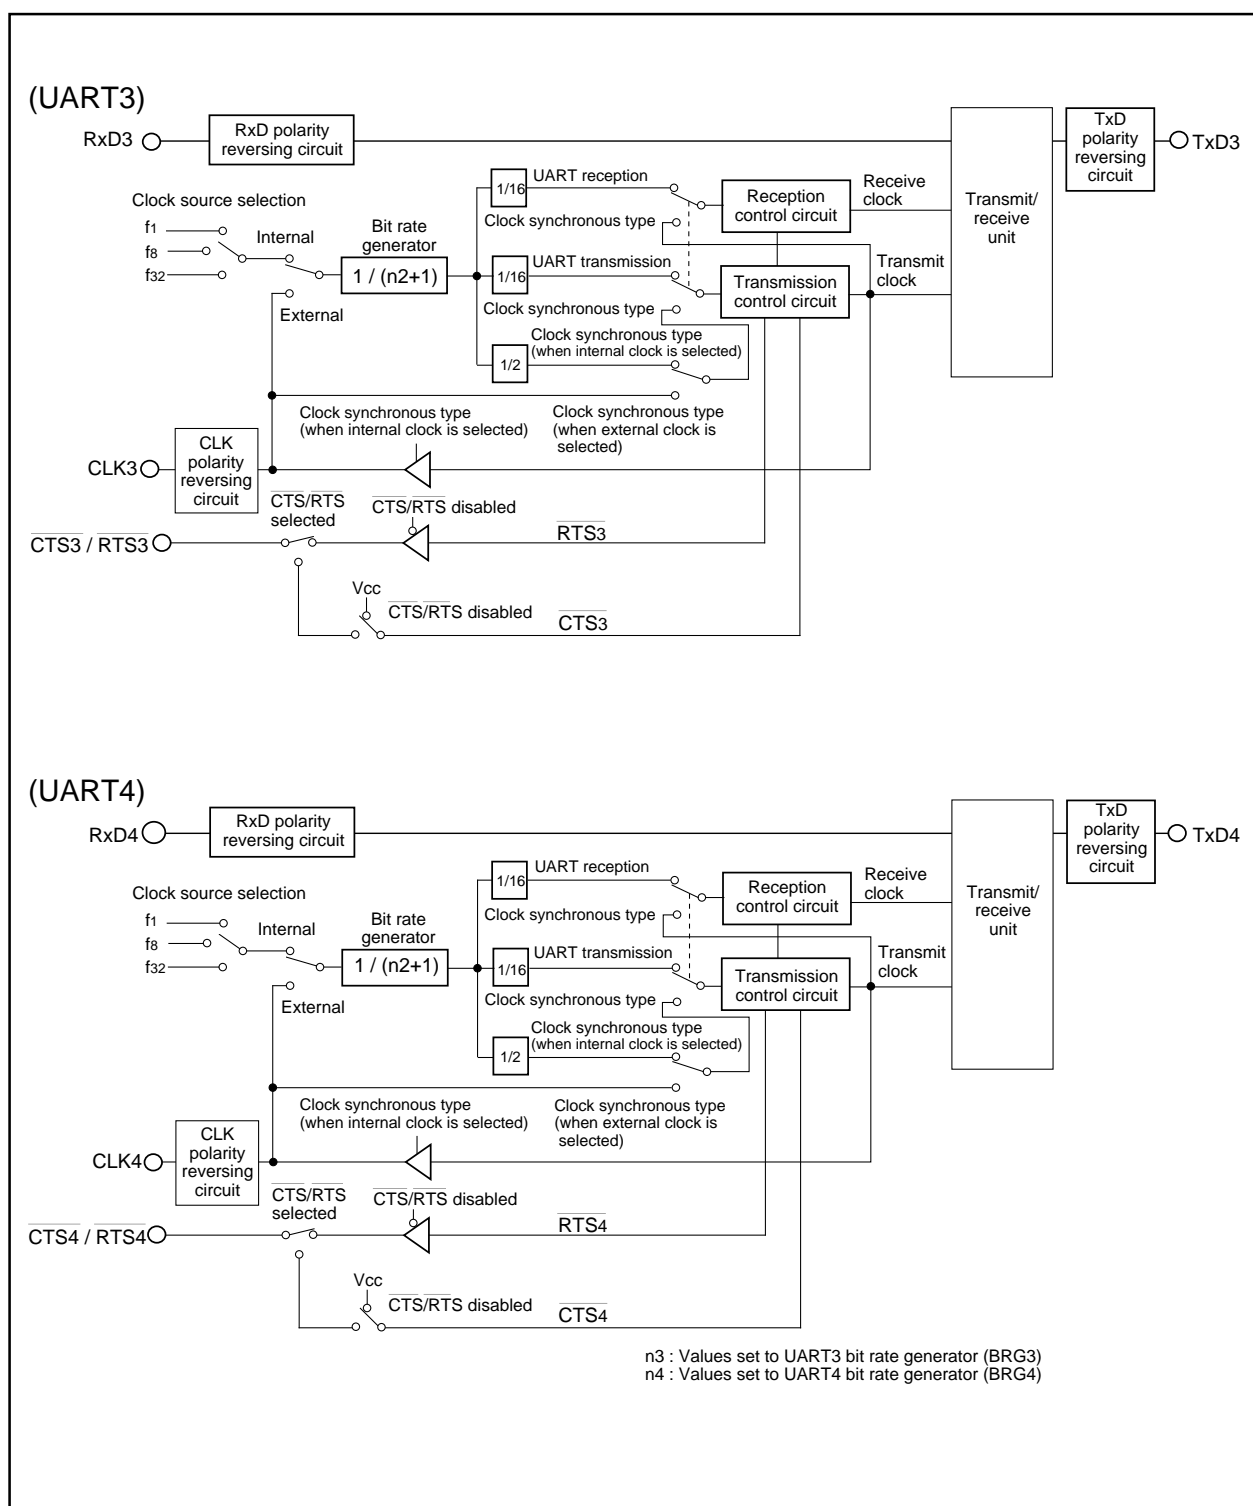 (UART3)
RxD3
RxD polarity
reversing circuit
TxD
polarity
reversing
circuit
TxD3
Clock source selection
f1
f8
f32
Internal
External
Bit rate
generator
1 / (n2+1)
1/16
UART reception
Clock synchronous type
1/16
UART transmission
Clock synchronous type
1/2
Clock synchronous type
(when internal clock is selected)
Reception
control circuit
Transmission
control circuit
Receive
clock
Transmit
clock
Transmit/
receive
unit
Clock synchronous type
(when internal clock is selected)
Clock synchronous type
(when external clock is
selected)
CLK3
CLK
polarity
reversing
circuit
CTS/RTS
selected
CTS/RTS disabled
CTS3 / RTS3
RTS3
Vcc
CTS/RTS disabled
CTS3
(UART4)
RxD4
RxD polarity
reversing circuit
TxD
polarity
reversing
circuit
TxD4
Clock source selection
f1
f8
f32
Internal
External
Bit rate
generator
1 / (n2+1)
1/16
UART reception
Clock synchronous type
1/16
UART transmission
Clock synchronous type
1/2
Clock synchronous type
(when internal clock is selected)
Reception
control circuit
Transmission
control circuit
Receive
clock
Transmit
clock
Transmit/
receive
unit
Clock synchronous type
(when internal clock is selected)
Clock synchronous type
(when external clock is
selected)
CLK4
CLK
polarity
reversing
circuit
CTS/RTS
selected
CTS/RTS disabled
CTS4 / RTS4
RTS4
Vcc
CTS/RTS disabled
CTS4
n3 : Values set to UART3 bit rate generator (BRG3)
n4 : Values set to UART4 bit rate generator (BRG4)